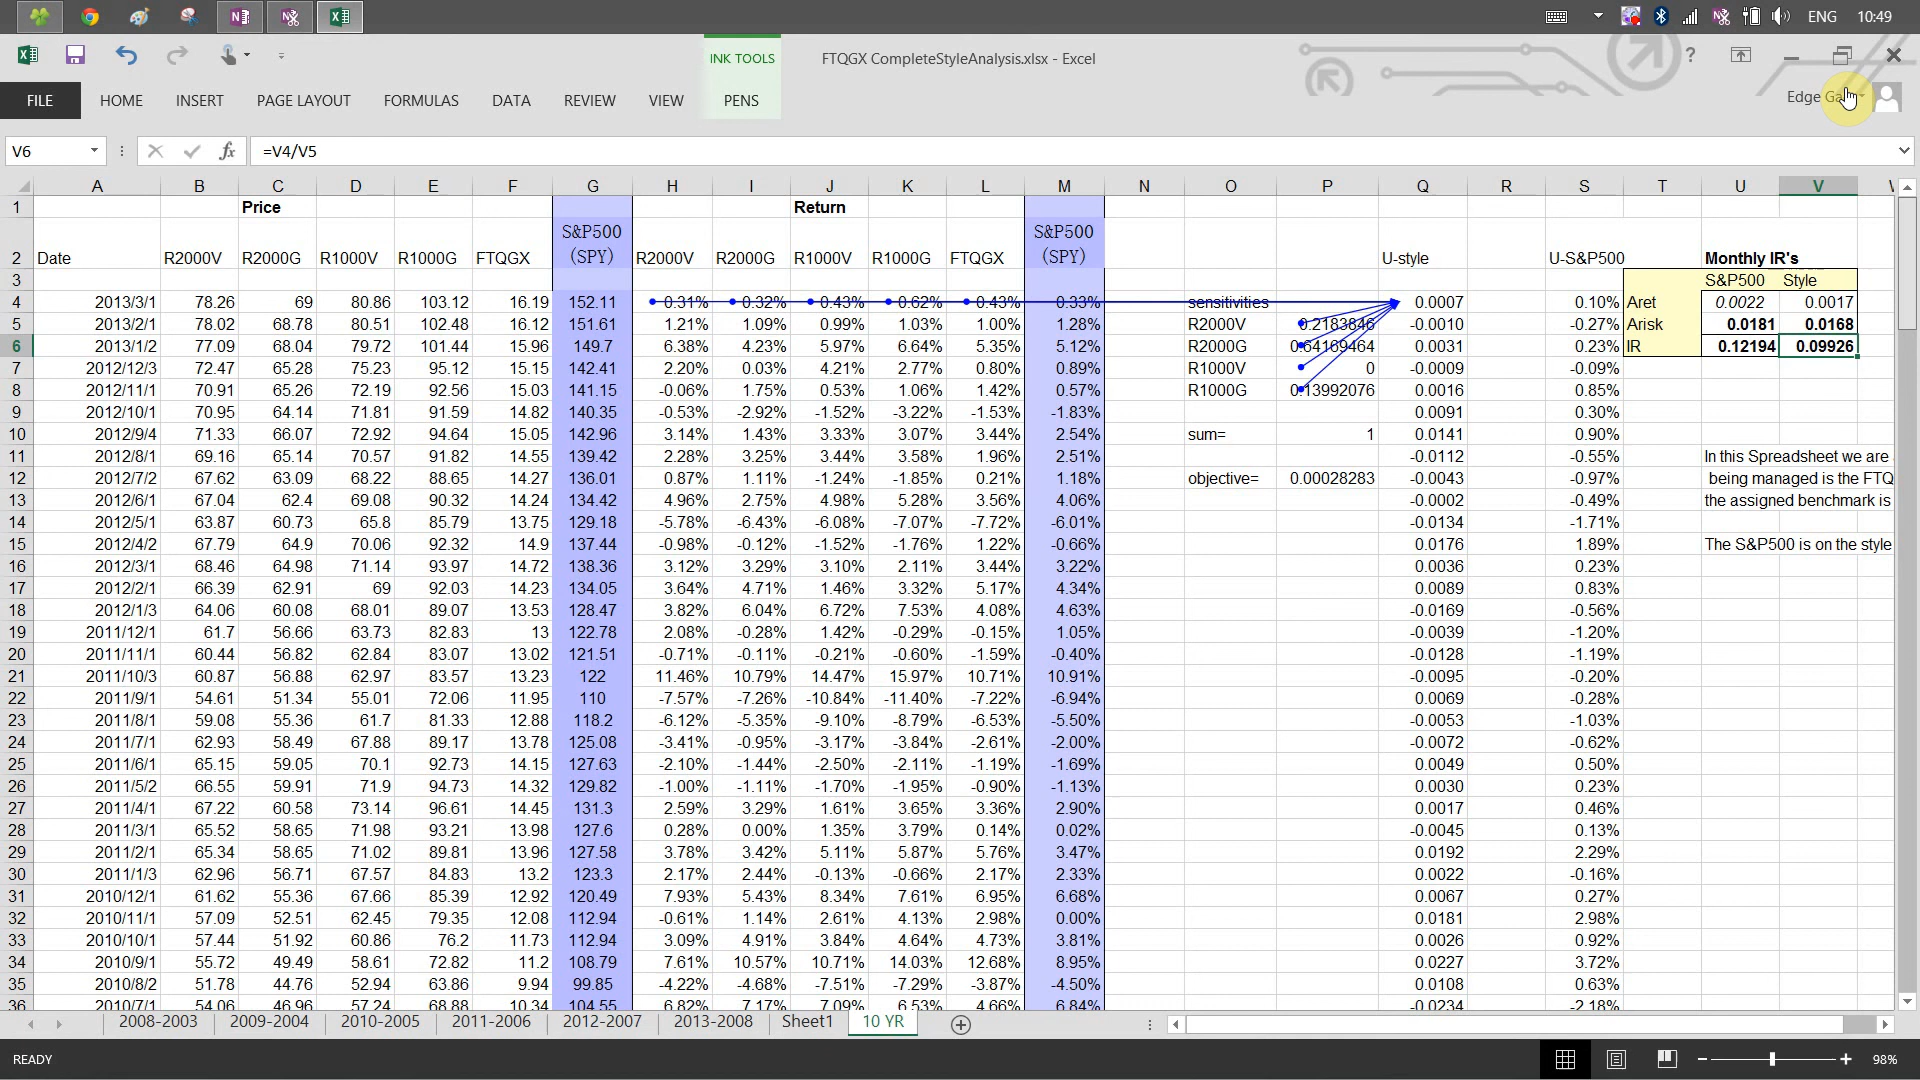 ENG 10:49
INK TOOLS FTQGX CompleteStyleAnalysis.xlsx - Excel ?
FILE HOME INSERT PAGE LAYOUT FORMULAS DATA REVIEW VIEW PENS Edge
V6 fx =V4/V5
A B C D E F G H I J K L M N O P Q R S T U V
1 Price Return
2 Date R2000V R2000G R1000V R1000G FTQGX S&P500 (SPY) R2000V R2000G R1000V R1000G FTQGX S&P500 (SPY) U-style U-S&P500 Monthly IR's
3 S&P500 Style
4 2013/3/1 78.26 69 80.86 103.12 16.19 152.11 0.31% 0.32% 0.43% 0.62% 0.43% 0.33% sensitivities 0.0007 0.10% Aret 0.0022 0.0017
5 2013/2/1 78.02 68.78 80.51 102.48 16.12 151.61 1.21% 1.09% 0.99% 1.03% 1.00% 1.28% R2000V 0.2183846 -0.0010 -0.27% Arisk 0.0181 0.0168
6 2013/1/2 77.09 68.04 79.72 101.44 15.96 149.7 6.38% 4.23% 5.97% 6.64% 5.35% 5.12% R2000G 0.64169464 0.0031 0.23% IR 0.12194 0.09926
7 2012/12/3 72.47 65.28 75.23 95.12 15.15 142.41 2.20% 0.03% 4.21% 2.77% 0.80% 0.89% R1000V 0 -0.0009 -0.09%
8 2012/11/1 70.91 65.26 72.19 92.56 15.03 141.15 -0.06% 1.75% 0.53% 1.06% 1.42% 0.57% R1000G 0.13992076 0.0016 0.85%
9 2012/10/1 70.95 64.14 71.81 91.59 14.82 140.35 -0.53% -2.92% -1.52% -3.22% -1.53% -1.83% 0.0091 0.30%
10 2012/9/4 71.33 66.07 72.92 94.64 15.05 142.96 3.14% 1.43% 3.33% 3.07% 3.44% 2.54% sum= 1 0.0141 0.90%
11 2012/8/1 69.16 65.14 70.57 91.82 14.55 139.42 2.28% 3.25% 3.44% 3.58% 1.96% 2.51% -0.0112 -0.55% In this Spreadsheet we are
12 2012/7/2 67.62 63.09 68.22 88.65 14.27 136.01 0.87% 1.11% -1.24% -1.85% 0.21% 1.18% objective= 0.00028283 -0.0043 -0.97% being managed is the FTQ
13 2012/6/1 67.04 62.4 69.08 90.32 14.24 134.42 4.96% 2.75% 4.98% 5.28% 3.56% 4.06% -0.0002 -0.49% the assigned benchmark is
14 2012/5/1 63.87 60.73 65.8 85.79 13.75 129.18 -5.78% -6.43% -6.08% -7.07% -7.72% -6.01% -0.0134 -1.71%
15 2012/4/2 67.79 64.9 70.06 92.32 14.9 137.44 -0.98% -0.12% -1.52% -1.76% 1.22% -0.66% 0.0176 1.89% The S&P500 is on the style
16 2012/3/1 68.46 64.98 71.14 93.97 14.72 138.36 3.12% 3.29% 3.10% 2.11% 3.44% 3.22% 0.0036 0.23%
17 2012/2/1 66.39 62.91 69 92.03 14.23 134.05 3.64% 4.71% 1.46% 3.32% 5.17% 4.34% 0.0089 0.83%
18 2012/1/3 64.06 60.08 68.01 89.07 13.53 128.47 3.82% 6.04% 6.72% 7.53% 4.08% 4.63% -0.0169 -0.56%
19 2011/12/1 61.7 56.66 63.73 82.83 13 122.78 2.08% -0.28% 1.42% -0.29% -0.15% 1.05% -0.0039 -1.20%
20 2011/11/1 60.44 56.82 62.84 83.07 13.02 121.51 -0.71% -0.11% -0.21% -0.60% -1.59% -0.40% -0.0128 -1.19%
21 2011/10/3 60.87 56.88 62.97 83.57 13.23 122 11.46% 10.79% 14.47% 15.97% 10.71% 10.91% -0.0095 -0.20%
22 2011/9/1 54.61 51.34 55.01 72.06 11.95 110 -7.57% -7.26% -10.84% -11.40% -7.22% -6.94% 0.0069 -0.28%
23 2011/8/1 59.08 55.36 61.7 81.33 12.88 118.2 -6.12% -5.35% -9.10% -8.79% -6.53% -5.50% -0.0053 -1.03%
24 2011/7/1 62.93 58.49 67.88 89.17 13.78 125.08 -3.41% -0.95% -3.17% -3.84% -2.61% -2.00% -0.0072 -0.62%
25 2011/6/1 65.15 59.05 70.1 92.73 14.15 127.63 -2.10% -1.44% -2.50% -2.11% -1.19% -1.69% 0.0049 0.50%
26 2011/5/2 66.55 59.91 71.9 94.73 14.32 129.82 -1.00% -1.11% -1.70% -1.95% -0.90% -1.13% 0.0030 0.23%
27 2011/4/1 67.22 60.58 73.14 96.61 14.45 131.3 2.59% 3.29% 1.61% 3.65% 3.36% 2.90% 0.0017 0.46%
28 2011/3/1 65.52 58.65 71.98 93.21 13.98 127.6 0.28% 0.00% 1.35% 3.79% 0.14% 0.02% -0.0045 0.13%
29 2011/2/1 65.34 58.65 71.02 89.81 13.96 127.58 3.78% 3.42% 5.11% 5.87% 5.76% 3.47% 0.0192 2.29%
30 2011/1/3 62.96 56.71 67.57 84.83 13.2 123.3 2.17% 2.44% -0.13% -0.66% 2.17% 2.33% 0.0022 -0.16%
31 2010/12/1 61.62 55.36 67.66 85.39 12.92 120.49 7.93% 5.43% 8.34% 7.61% 6.95% 6.68% 0.0067 0.27%
32 2010/11/1 57.09 52.51 62.45 79.35 12.08 112.94 -0.61% 1.14% 2.61% 4.13% 2.98% 0.00% 0.0181 2.98%
33 2010/10/1 57.44 51.92 60.86 76.2 11.73 112.94 3.09% 4.91% 3.84% 4.64% 4.73% 3.81% 0.0026 0.92%
34 2010/9/1 55.72 49.49 58.61 72.82 11.2 108.79 7.61% 10.57% 10.71% 14.03% 12.68% 8.95% 0.0227 3.72%
35 2010/8/2 51.78 44.76 52.94 63.86 9.94 99.85 -4.22% -4.68% -7.51% -7.29% -3.87% -4.50% 0.0108 0.63%
36 2010/7/1 54.06 46.96 57.24 68.88 10.34 104.55 6.82% 7.17% 7.09% 6.53% 4.66% 6.84% -0.0234 -2.18%
2008-2003 2009-2004 2010-2005 2011-2006 2012-2007 2013-2008 Sheet1 10 YR
READY 98%